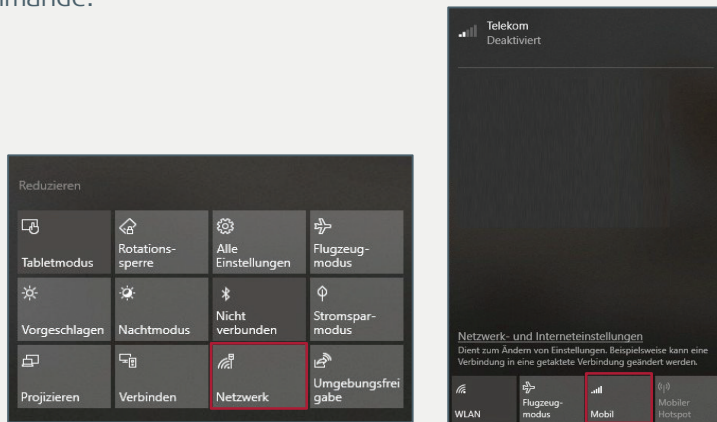 Reduzieren
Tabletmodus
Rotations-
sperre
Alle
Einstellungen
Flugzeug-
modus
Vorgeschlagen
Nachtmodus
Nicht
verbunden
Stromspar-
modus
Projizieren
Verbinden
Netzwerk
Umgebungsfrei
gabe
Telekom
Deaktiviert
Netzwerk- und Interneteinstellungen
Dient zum Ändern von Einstellungen. Beispielsweise kann eine
Verbindung in eine getaktete Verbindung geändert werden.
WLAN
Flugzeug-
modus
Mobil
Mobiler
Hotspot